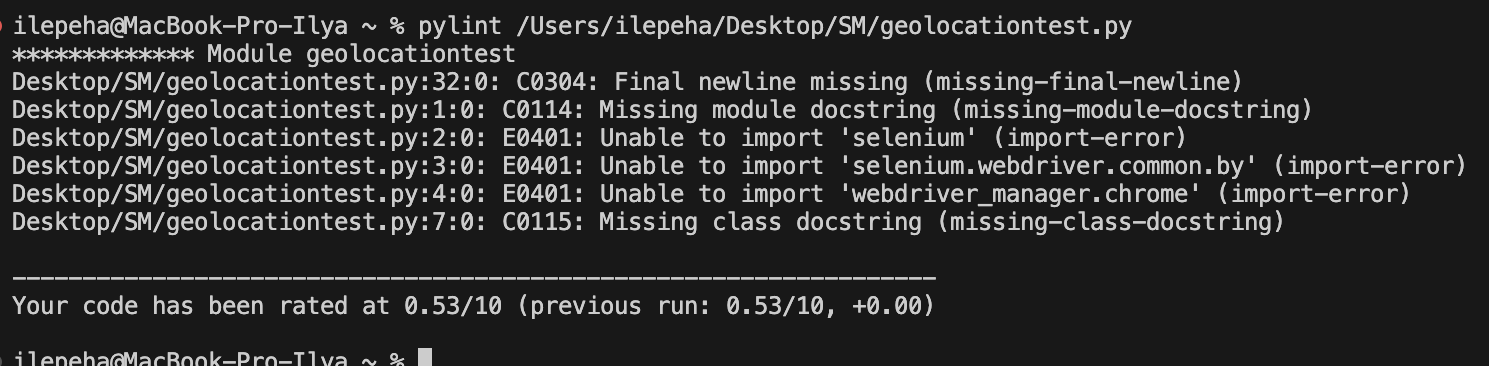 ilepeha@MacBook-Pro-Ilya ~ % pylint /Users/ilepeha/Desktop/SM/geolocationtest.py
************* Module geolocationtest
Desktop/SM/geolocationtest.py:32:0: C0304: Final newline missing (missing-final-newline)
Desktop/SM/geolocationtest.py:1:0: C0114: Missing module docstring (missing-module-docstring)
Desktop/SM/geolocationtest.py:2:0: E0401: Unable to import 'selenium' (import-error)
Desktop/SM/geolocationtest.py:3:0: E0401: Unable to import 'selenium.webdriver.common.by' (import-error)
Desktop/SM/geolocationtest.py:4:0: E0401: Unable to import 'webdriver_manager.chrome' (import-error)
Desktop/SM/geolocationtest.py:7:0: C0115: Missing class docstring (missing-class-docstring)
------------------------------------------------------------------
Your code has been rated at 0.53/10 (previous run: 0.53/10, +0.00)
ilepeha@MacBook-Pro-Ilya ~ %